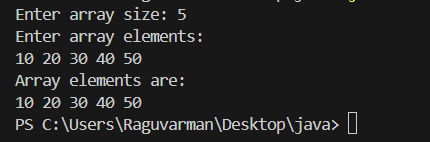 Enter array size: 5
Enter array elements:
10 20 30 40 50
Array elements are:
10 20 30 40 50
PS C:\Users\Raguvarman\Desktop\java>